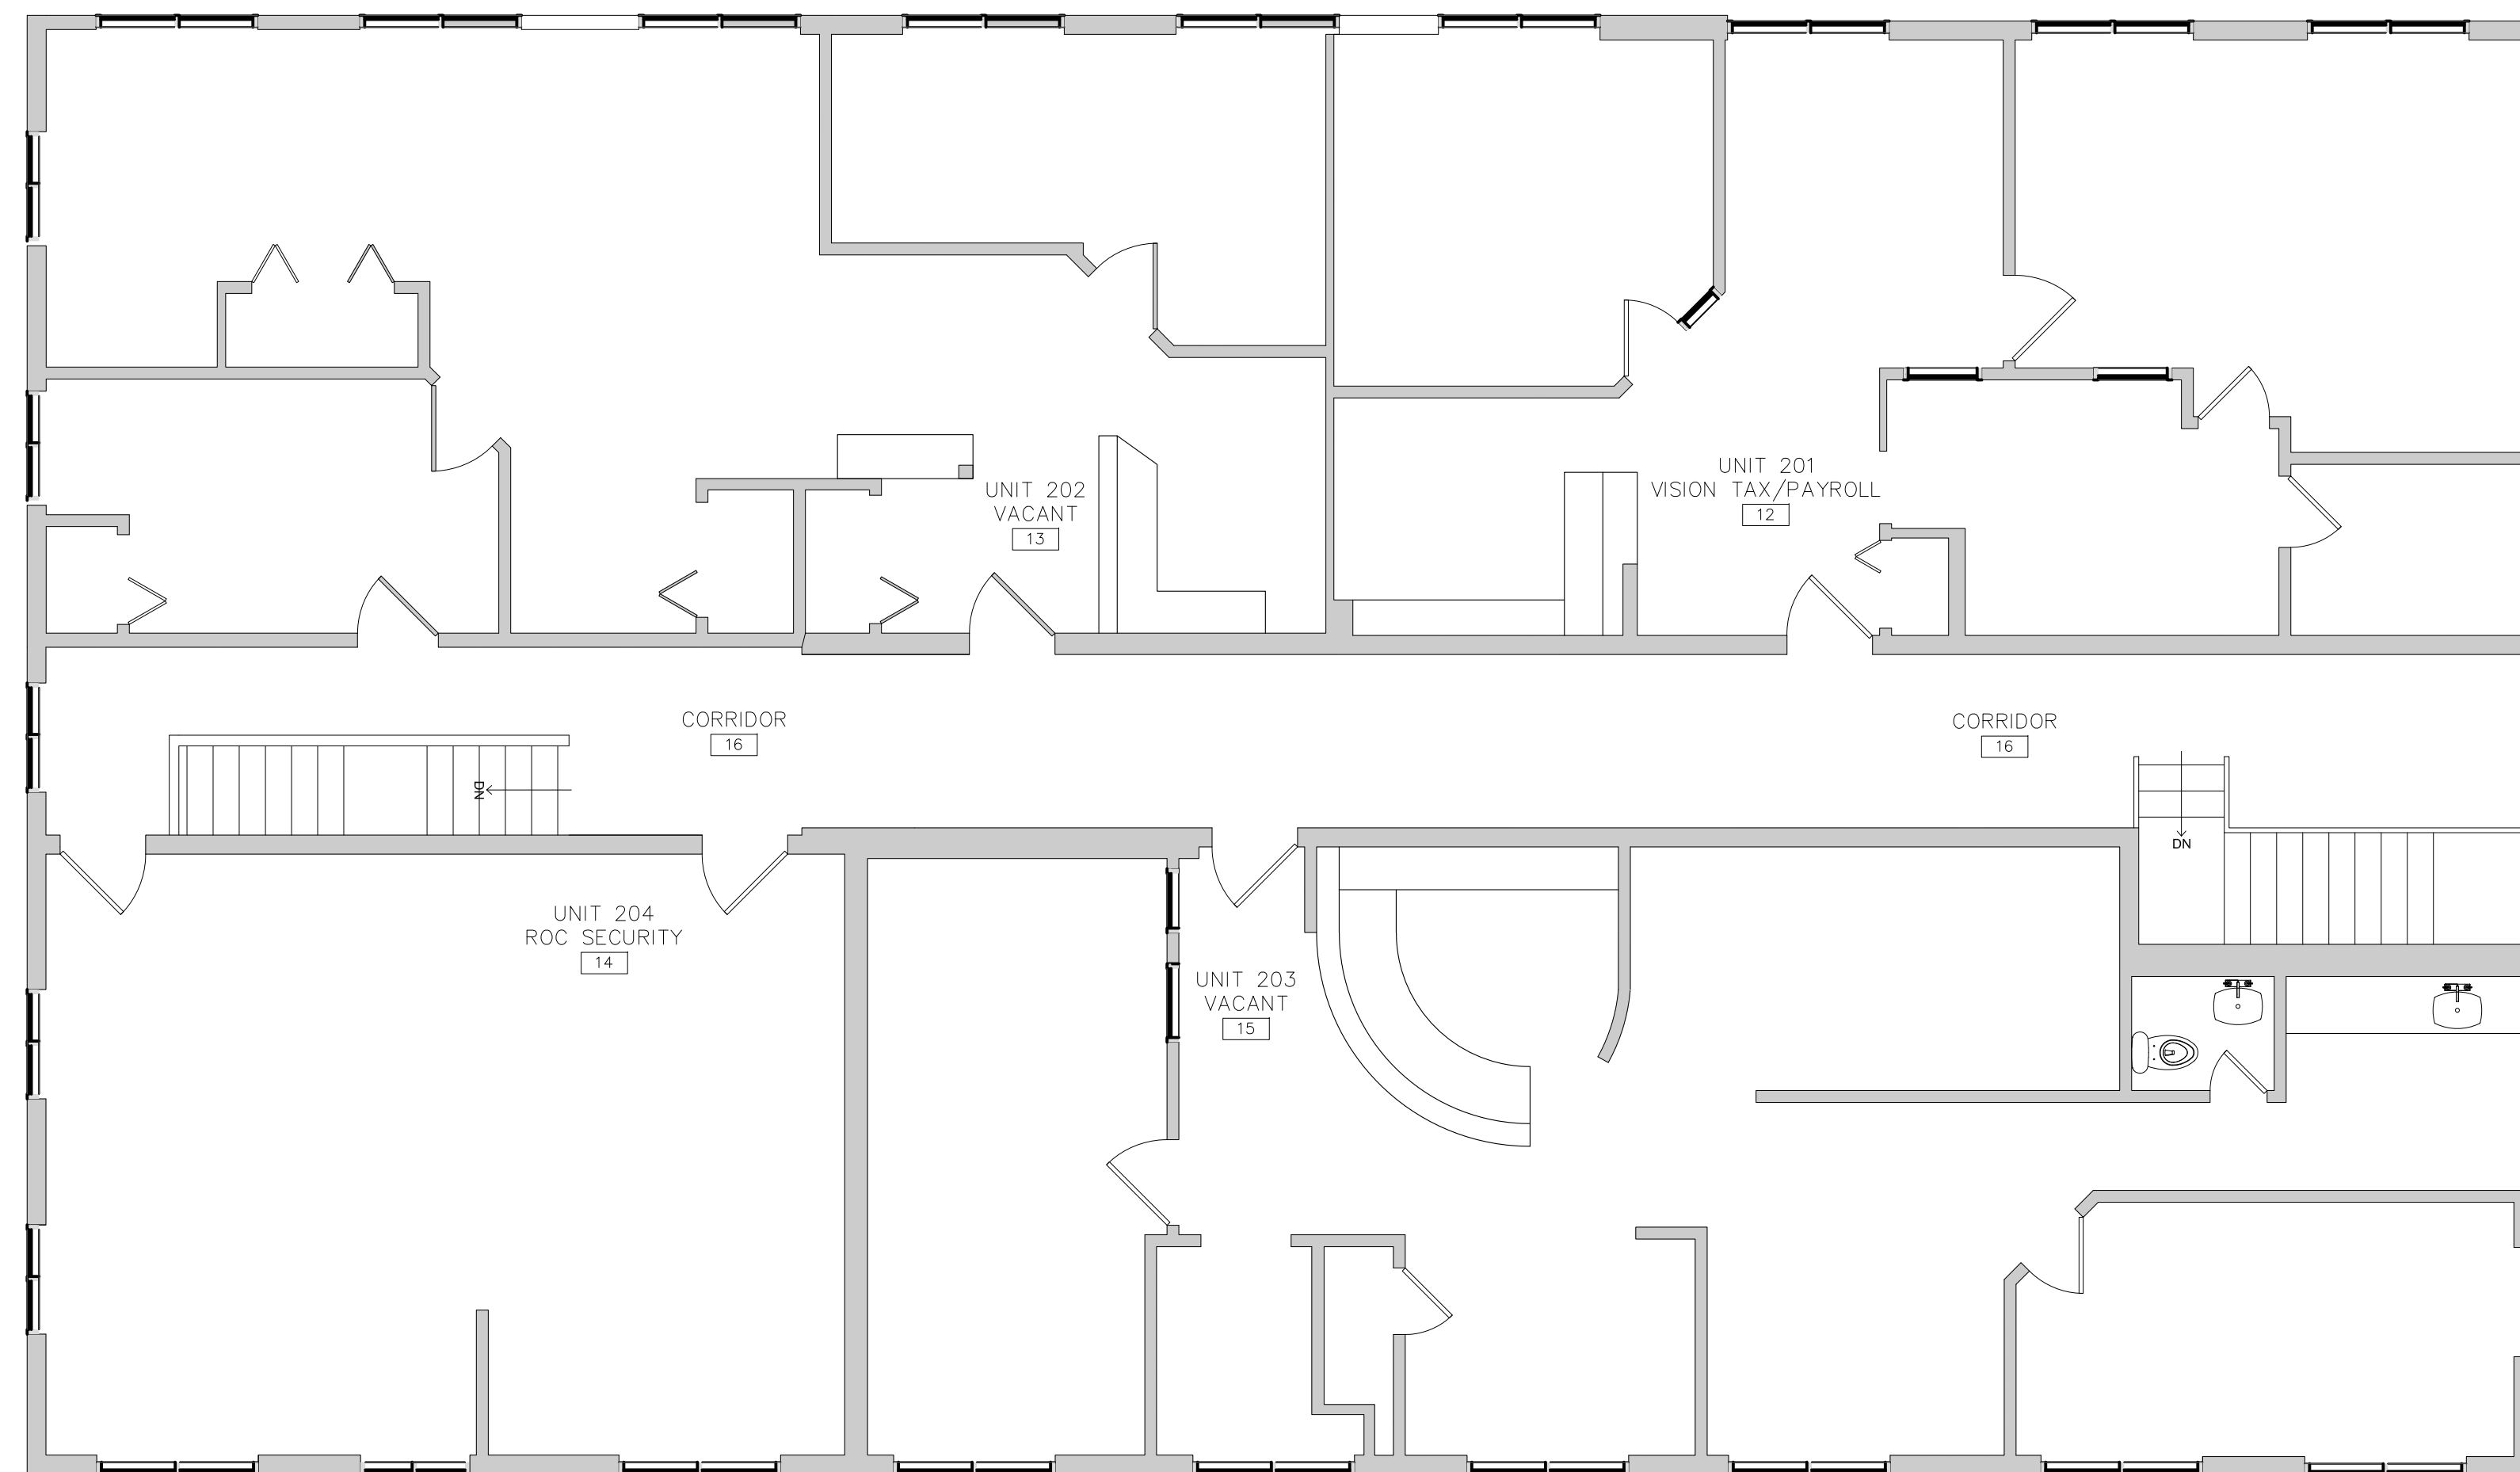 UNIT 202
VACANT
13
UNIT 201
VISION TAX/PAYROLL
12
CORRIDOR
16
CORRIDOR
16
DN
DN
UNIT 204
ROC SECURITY
14
UNIT 203
VACANT
15